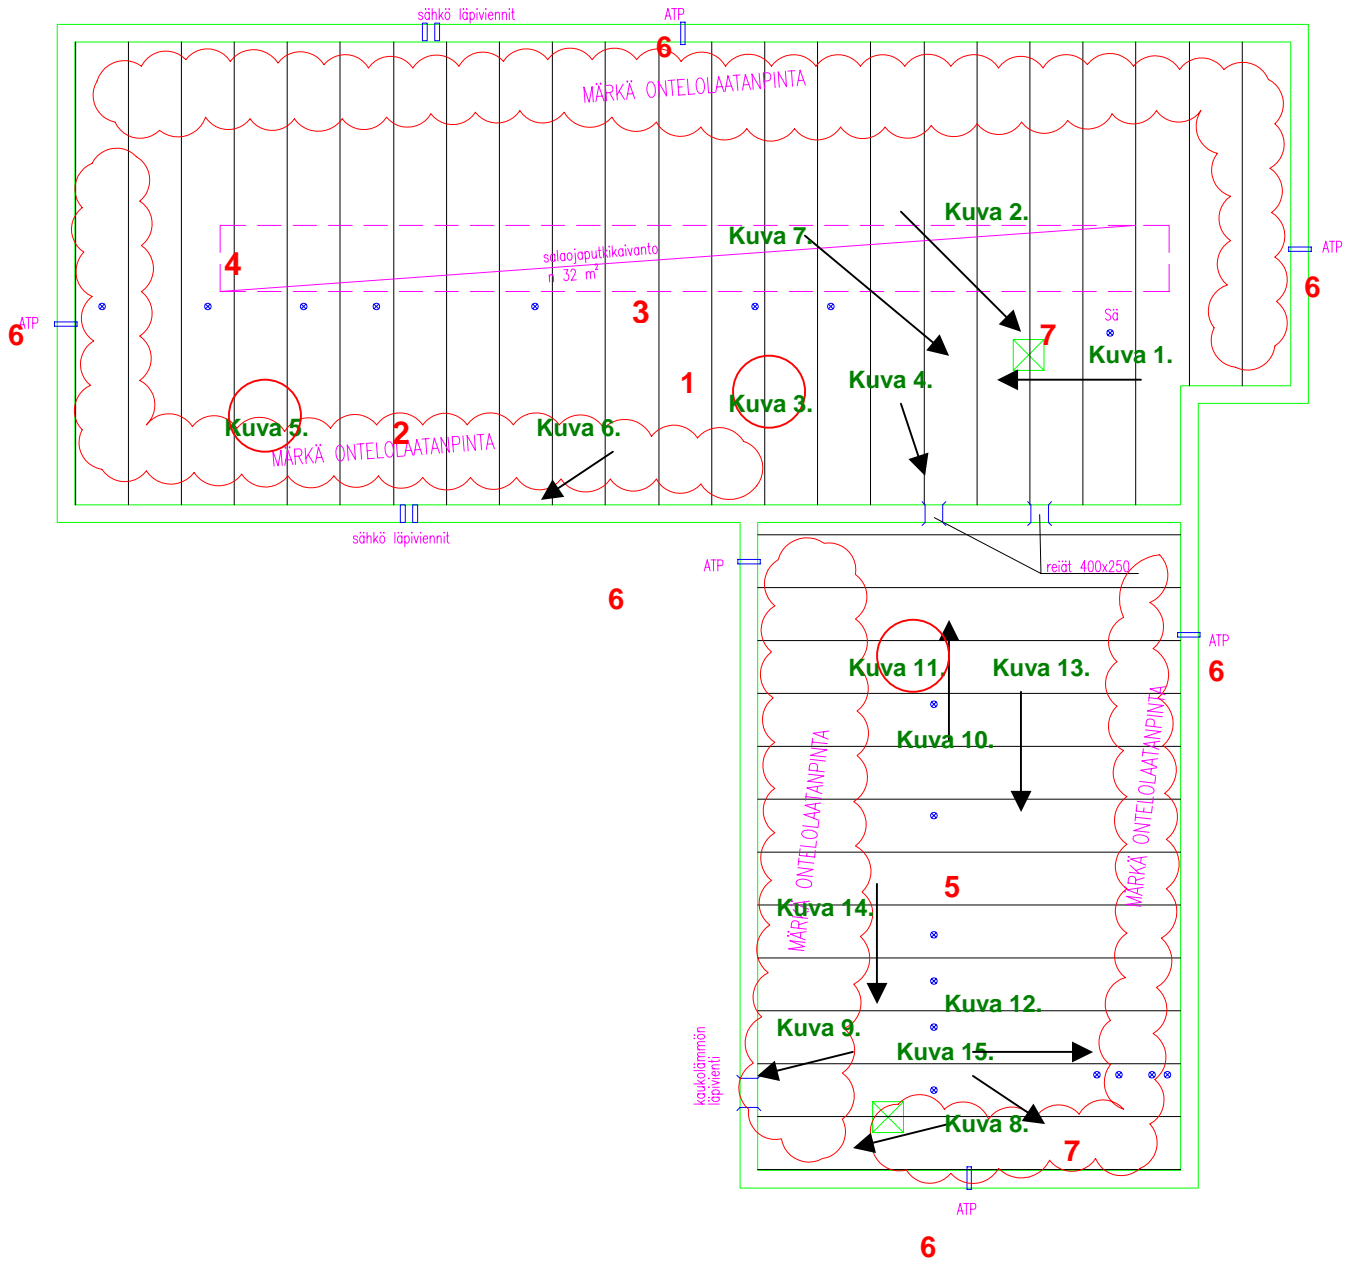 sähkö läpiviennit
ATP
6
MÄRKÄ ONTELOLAATANPINTA
Kuva 2.
Kuva 7.
ATP
salaojaputkikaivanto
n 32 m²
4
6
3
Sä
ATP
6
7
Kuva 1.
1
Kuva 4.
Kuva 3.
Kuva 5.
2
Kuva 6.
MÄRKÄ ONTELOLAATANPINTA
sähkö läpiviennit
ATP
reiät 400x250
6
ATP
6
Kuva 11.
Kuva 13.
Kuva 10.
MÄRKÄ ONTELOLAATANPINTA
MÄRKÄ ONTELOLAATANPINTA
5
Kuva 14.
Kuva 12.
Kuva 9.
Kuva 15.
kaukolämmön
läpivienti
Kuva 8.
7
ATP
6